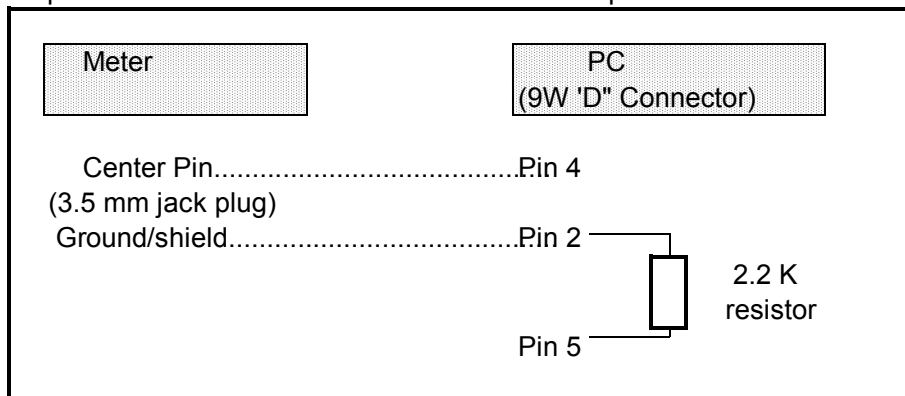 Meter PC
(9W 'D" Connector)
Center Pin.......................................Pin 4
(3.5 mm jack plug)
Ground/shield.....................................Pin 2
2.2 K
resistor
Pin 5